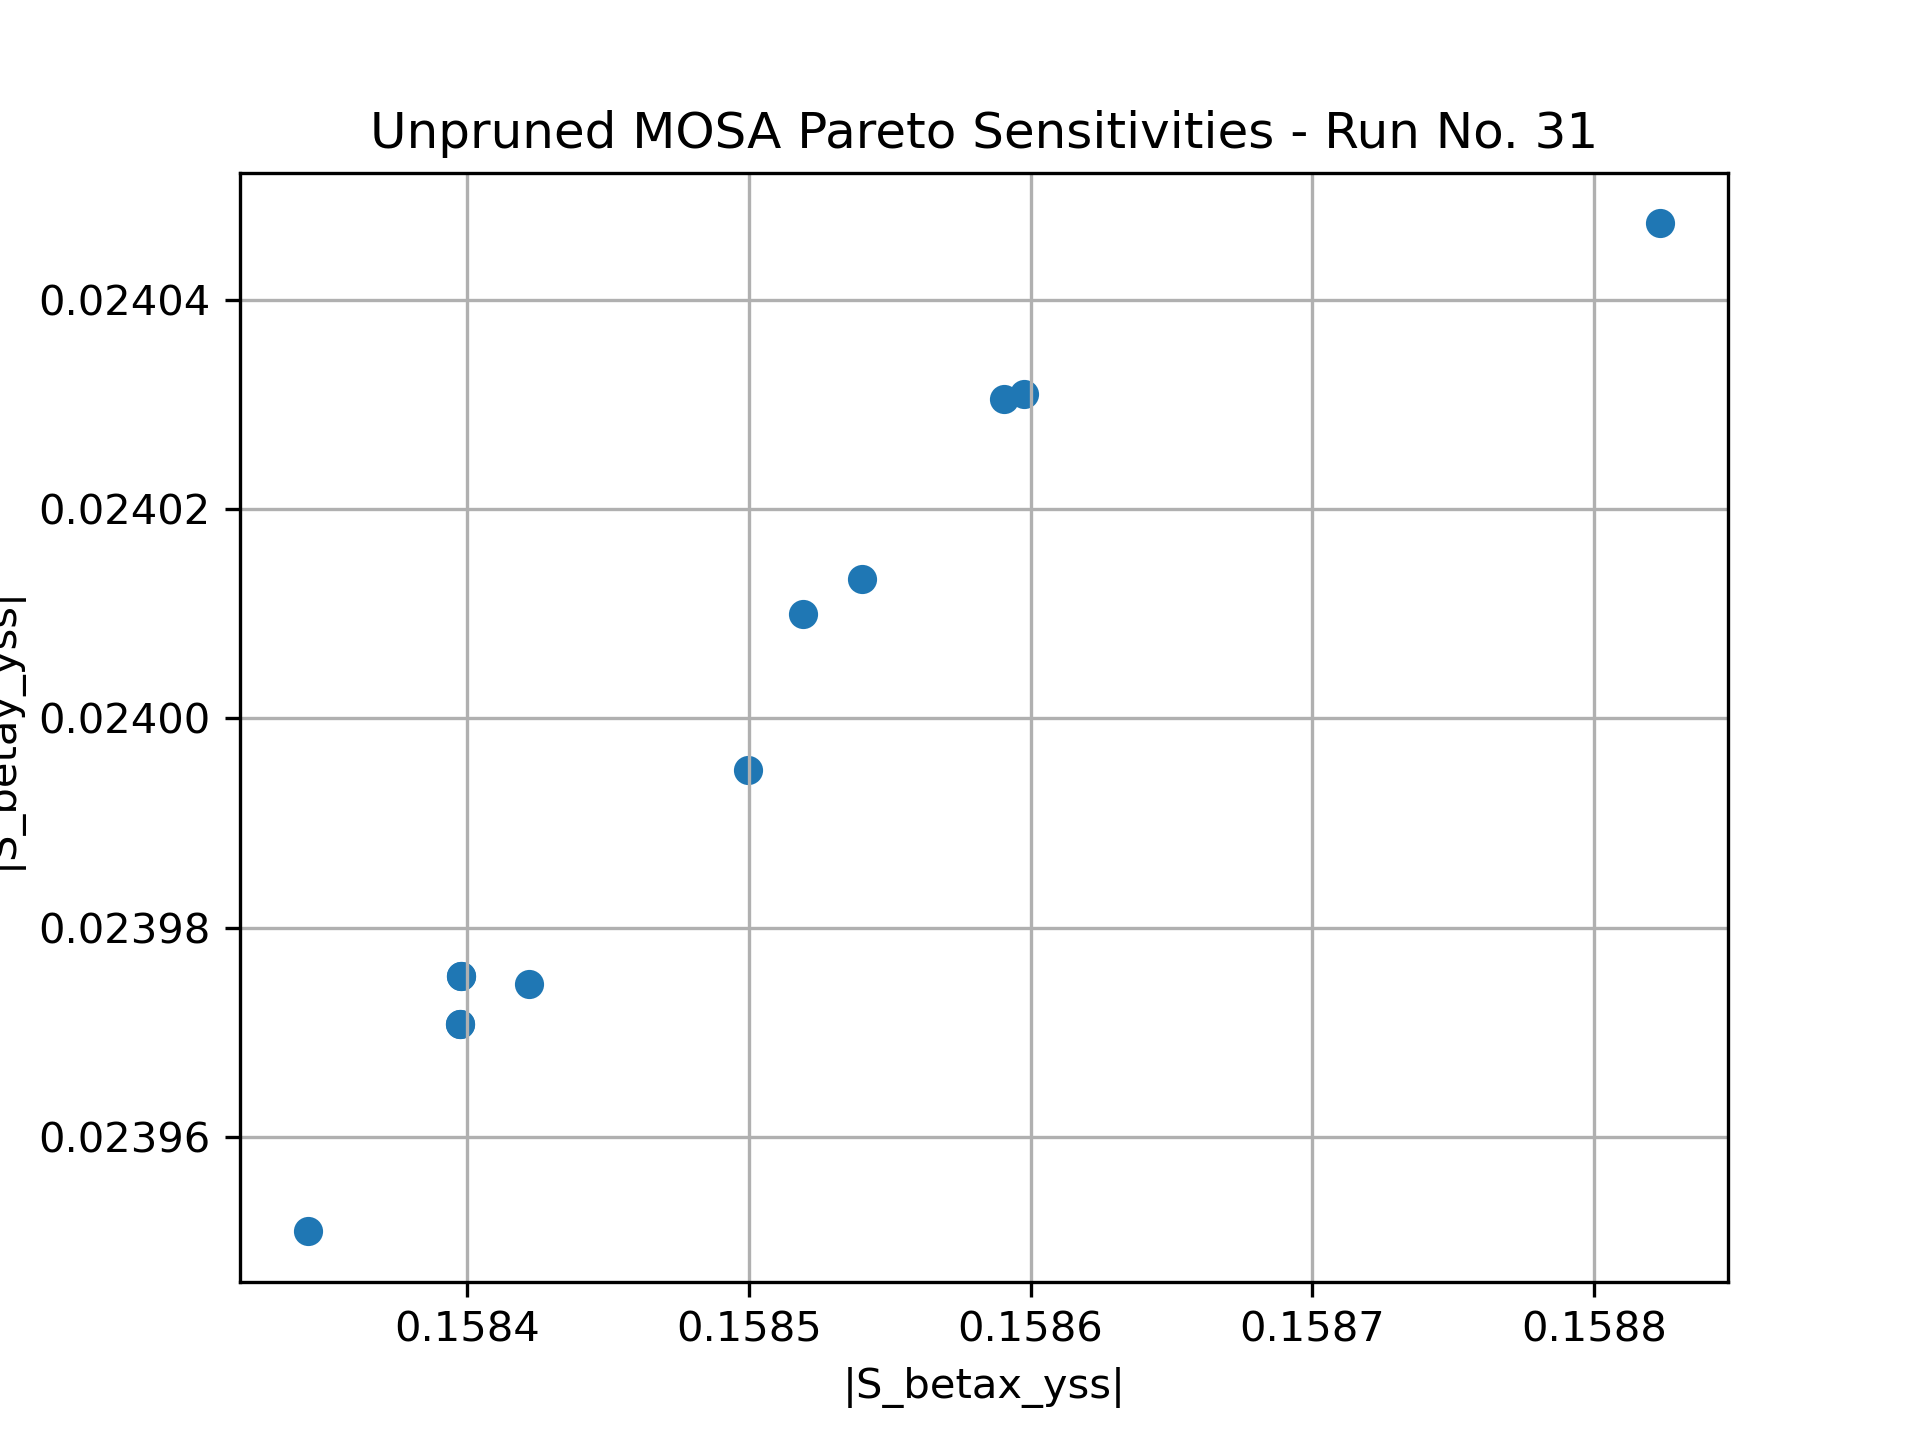 Unpruned MOSA Pareto Sensitivities - Run No. 31
0.02404
0.02402
0.02400
0.02398
0.02396
|S_betay_yss|
0.1584 0.1585 0.1586 0.1587 0.1588
|S_betax_yss|